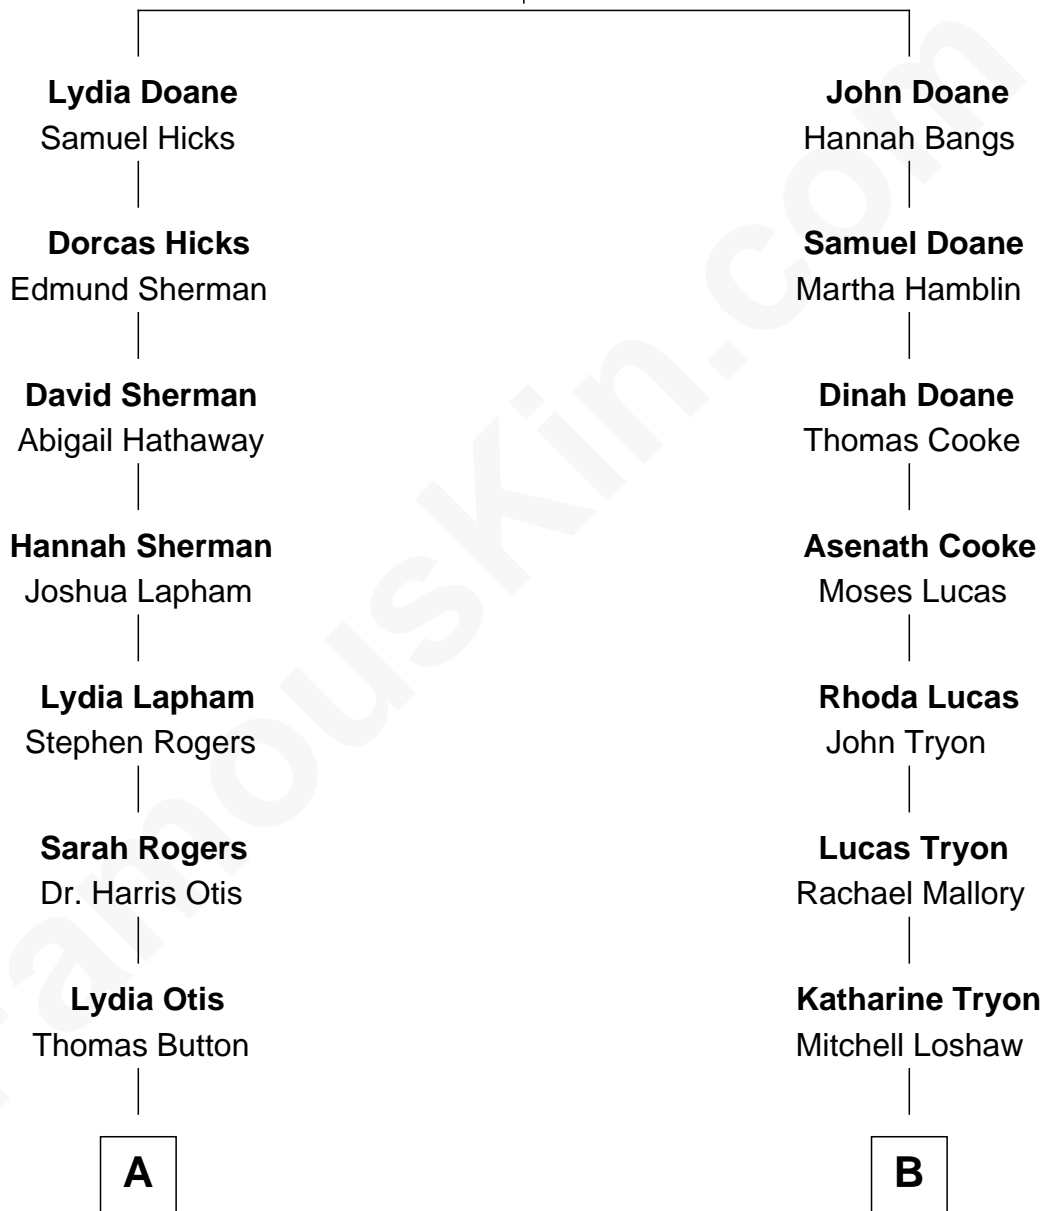 Lydia Doane
Samuel Hicks
John Doane
Hannah Bangs
Dorcas Hicks
Edmund Sherman
Samuel Doane
Martha Hamblin
David Sherman
Abigail Hathaway
Dinah Doane
Thomas Cooke
Hannah Sherman
Joshua Lapham
Asenath Cooke
Moses Lucas
Lydia Lapham
Stephen Rogers
Rhoda Lucas
John Tryon
Sarah Rogers
Dr. Harris Otis
Lucas Tryon
Rachael Mallory
Lydia Otis
Thomas Button
Katharine Tryon
Mitchell Loshaw
A
B
FamousKin.com